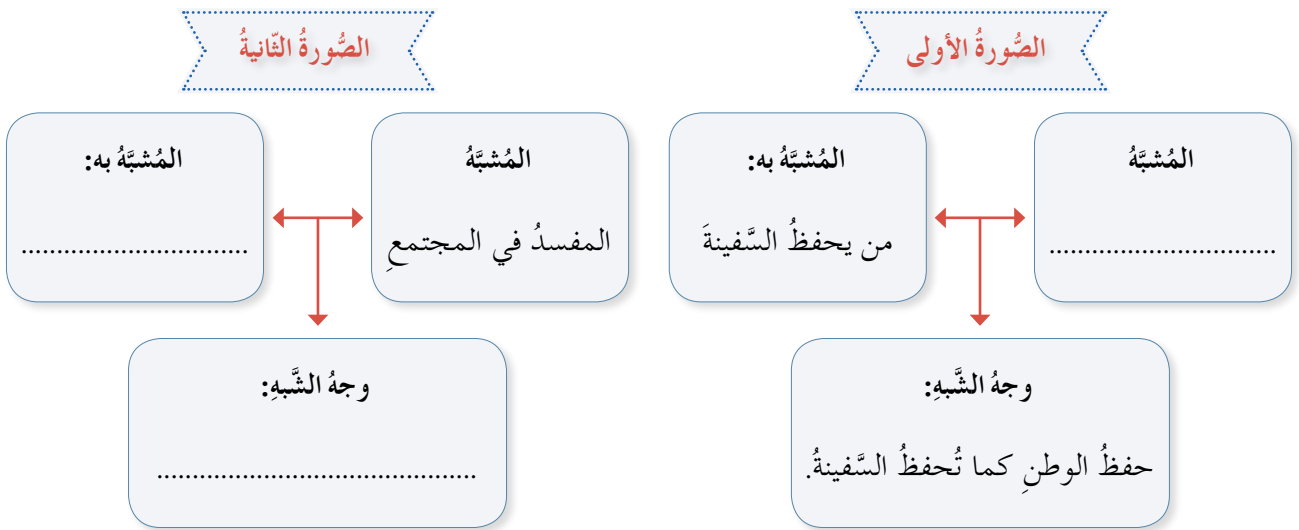 الصُّورةُ الأولى
المُشبَّهُ
..............................
المُشبَّهُ به:
من يحفظُ السَّفينةَ
وجهُ الشَّبهِ:
حفظُ الوطنِ كما تُحفظُ السَّفينةُ.
الصُّورةُ الثّانيةُ
المُشبَّهُ
المفسدُ في المجتمعِ
المُشبَّهُ به:
..............................
وجهُ الشَّبهِ:
..........................................